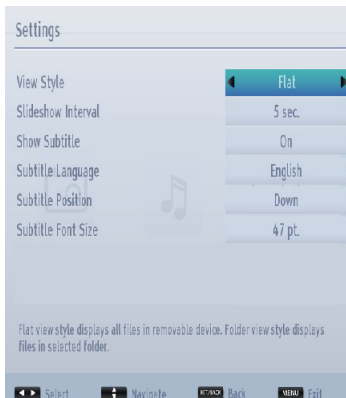 Settings
View Style Flat
Slideshow Interval 5 sec.
Show Subtitle On
Subtitle Language English
Subtitle Position Down
Subtitle Font Size 47 pt.
Flat view style displays all files in removable device. Folder view style displays
files in selected folder.
Select Navigate RET/BACK Back MENU Exit